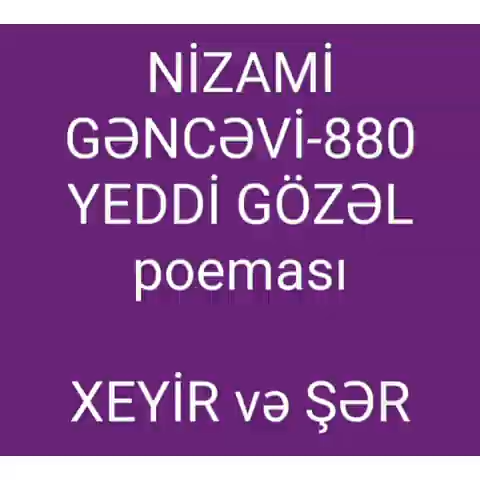 NİZAMİ
GƏNCƏVİ-880
YEDDİ GÖZƏL
poeması
XEYİR və ŞƏR